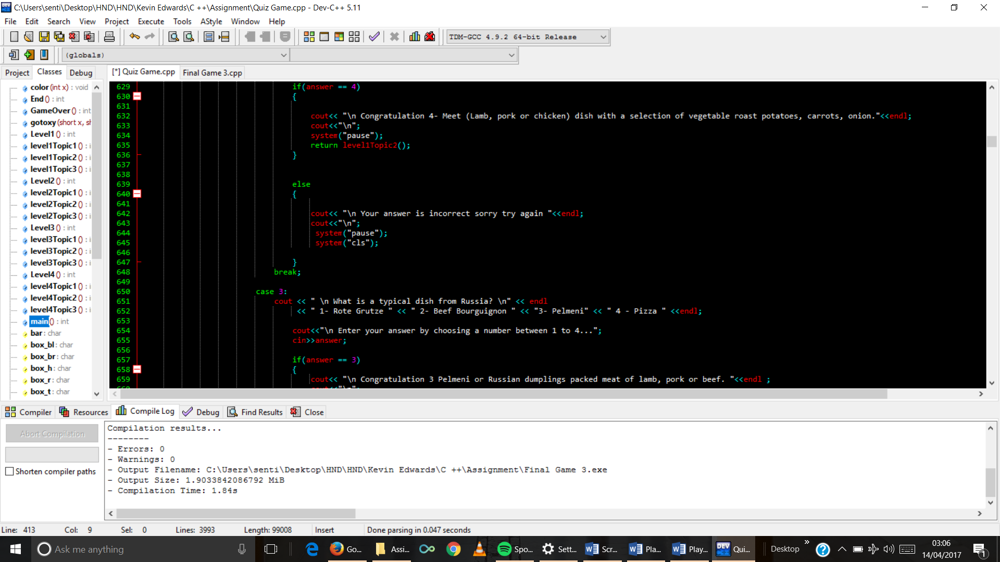 C:\Users\senti\Desktop\HND\HND\Kevin Edwards\C ++\Assignment\Quiz Game.cpp - Dev-C++ 5.11
File Edit Search View Project Execute Tools AStyle Window Help
TDM-GCC 4.9.2 64-bit Release
(globals)
Project Classes Debug
[*] Quiz Game.cpp Final Game 3.cpp
color (int x) : void
End () : int
GameOver () : int
gotoxy (short x, sh
Level1 () : int
level1Topic1 () : i
level1Topic2 () : i
level1Topic3 () : i
Level2 () : int
level2Topic1 () : i
level2Topic2 () : i
level2Topic3 () : i
Level3 () : int
level3Topic1 () : i
level3Topic2 () : i
level3Topic3 () : i
Level4 () : int
level4Topic1 () : i
level4Topic2 () : i
level4Topic3 () : i
main () : int
bar : char
box_bl : char
box_br : char
box_h : char
box_r : char
box_t : char
629 if(answer == 4)
630 {
631
632 cout<< "\n Congratulation 4- Meet (Lamb, pork or chicken) dish with a selection of vegetable roast potatoes, carrots, onion."<<endl;
633 cout<<"\n";
634 system("pause");
635 return level1Topic2();
636 }
637
638
639 else
640 {
641
642 cout<< "\n Your answer is incorrect sorry try again "<<endl;
643 cout<<"\n";
644 system("pause");
645 system("cls");
646
647 }
648 break;
649
650 case 3:
651 cout << " \n What is a typical dish from Russia? \n" << endl
652 << " 1- Rote Grutze " << " 2- Beef Bourguignon " << "3- Pelmeni" << " 4 - Pizza " <<endl;
653
654 cout<<"\n Enter your answer by choosing a number between 1 to 4...";
655 cin>>answer;
656
657 if(answer == 3)
658 {
659 cout<< "\n Congratulation 3 Pelmeni or Russian dumplings packed meat of lamb, pork or beef. "<<endl ;
Compiler Resources Compile Log Debug Find Results Close
Abort Compilation
Shorten compiler paths
Compilation results...
--------
- Errors: 0
- Warnings: 0
- Output Filename: C:\Users\senti\Desktop\HND\HND\Kevin Edwards\C ++\Assignment\Final Game 3.exe
- Output Size: 1.9033842086792 MiB
- Compilation Time: 1.84s
Line: 413 Col: 9 Sel: 0 Lines: 3993 Length: 99008 Insert Done parsing in 0.047 seconds
Ask me anything
Go... Assi... Spo... Sett... Scr... Pla... Play... DEV Qui... Desktop
03:06
14/04/2017
1